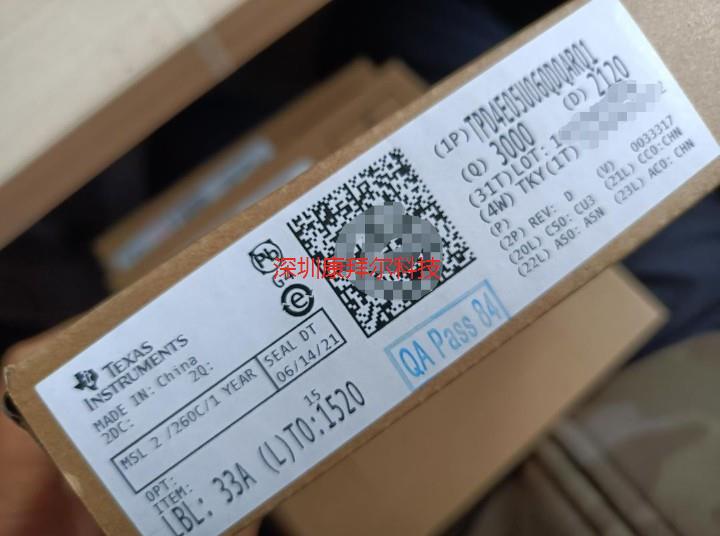 TEXAS
INSTRUMENTS
MADE IN: China
2DC: 2Q:
MSL 2 /260C/1 YEAR
SEAL DT
06/14/21
OPT:
ITEM: 15
LBL: 33A (L)TO:1520
G4
深圳康拜尔科技
QA Pass 84
(1P) TPD4E05U06QDQARQ1
(Q) 3000 (D) 2120
(31T)LOT: 1
(4W) TKY(1T)
(P)
(2P) REV: D (V) 0033317
(20L) CSO: CU3 (21L) CCO:CHN
(22L) ASO: ASN (23L) ACO: CHN